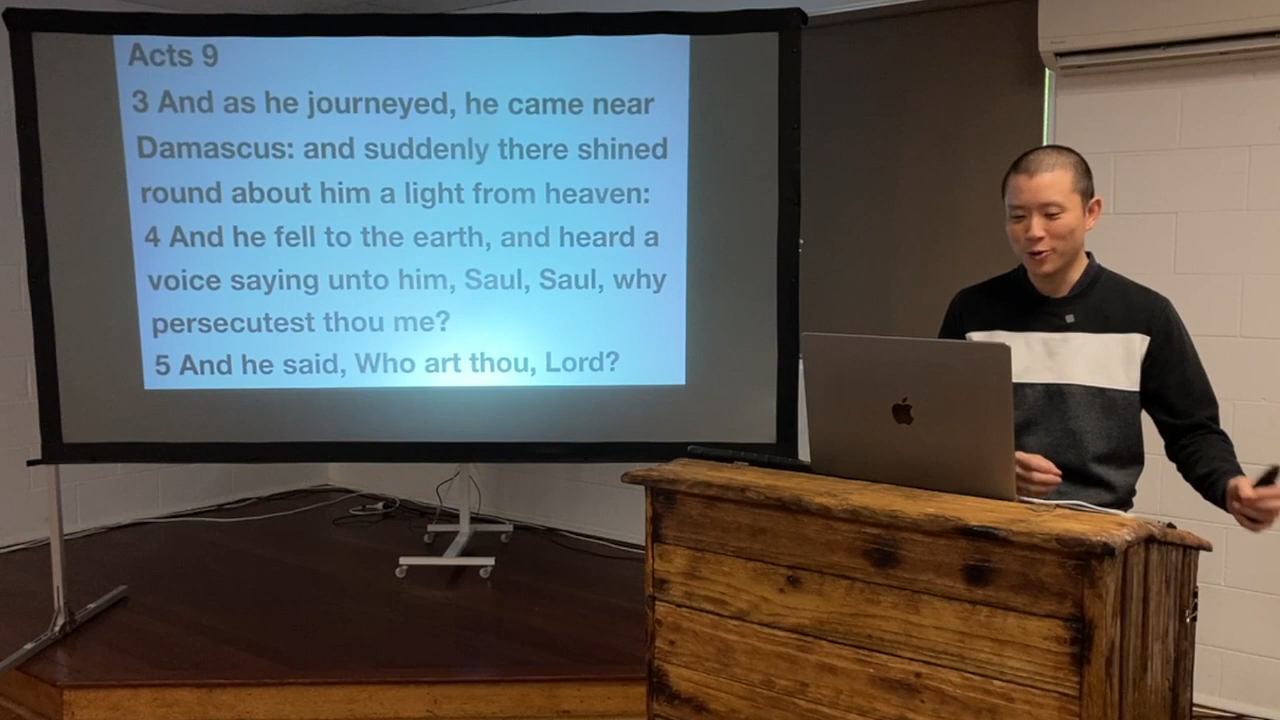 Acts 9
3 And as he journeyed, he came near
Damascus: and suddenly there shined
round about him a light from heaven:
4 And he fell to the earth, and heard a
voice saying unto him, Saul, Saul, why
persecutest thou me?
5 And he said, Who art thou, Lord?